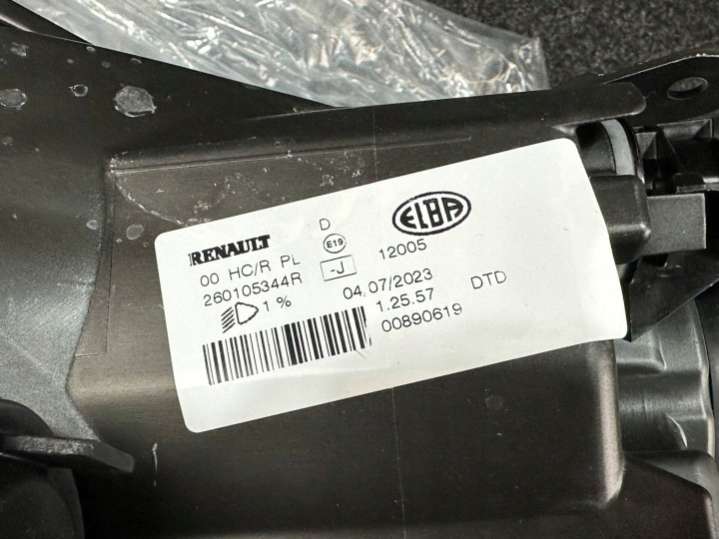 RENAULT
D
ELBA
00 HC/R PL
E19
12005
260105344R
-J
1 %
04.07/2023
1.25.57
DTD
00890619